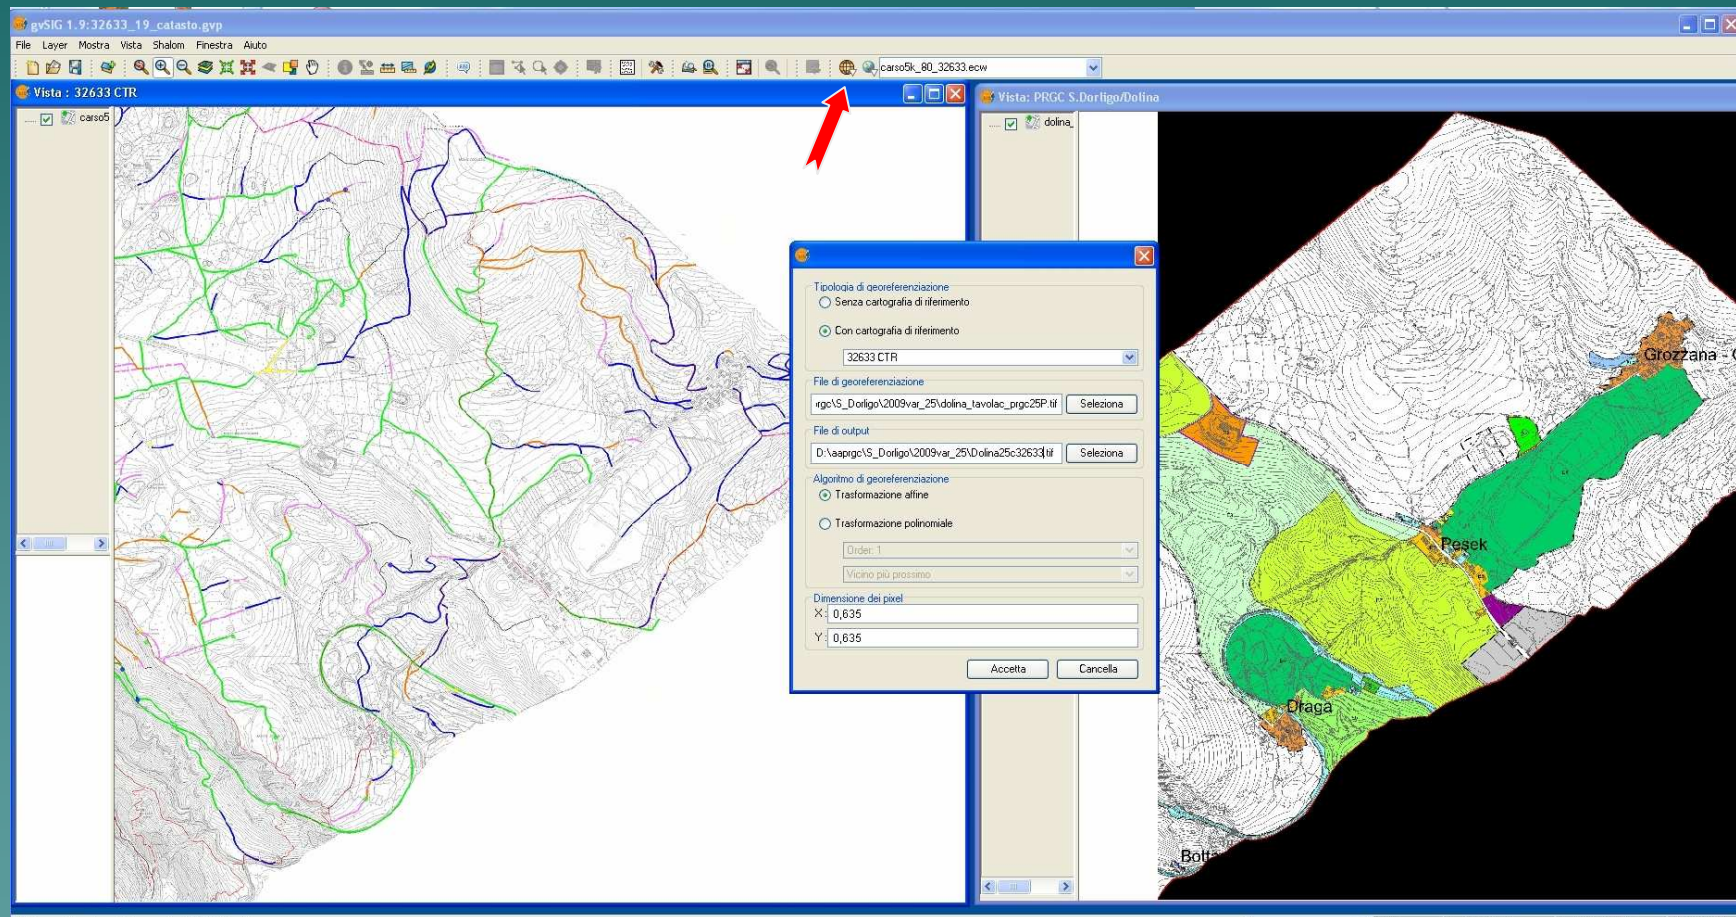 gvSIG 1.9:32633_19_catasto.gvp
File Layer Mostra Vista Shalom Finestra Aiuto
carso5k_80_32633.ecw
Vista : 32633 CTR
carso5
Vista: PRGC S.Dorligo/Dolina
dolina_
Tipologia di georeferenziazione
Senza cartografia di riferimento
Con cartografia di riferimento
32633 CTR
File di georeferenziazione
rgc\S_Dorligo\2009var_25\dolina_tavolac_prgc25P.tif
Seleziona
File di output
D:\aaprgc\S_Dorligo\2009var_25\Dolina25c32633.tif
Seleziona
Algoritmo di georeferenziazione
Trasformazione affine
Trasformazione polinomiale
Order: 1
Vicino più prossimo
Dimensione dei pixel
X: 0,635
Y: 0,635
Accetta Cancella
Grozzana -
Pesek
Draga